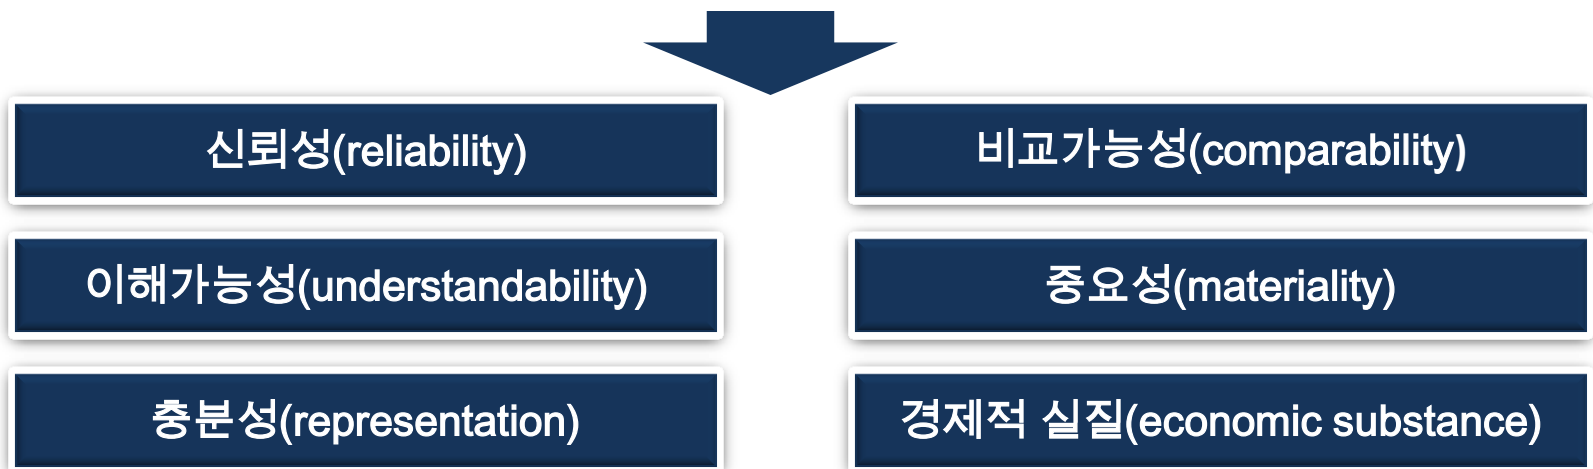 신뢰성(reliability)
비교가능성(comparability)
이해가능성(understandability)
중요성(materiality)
충분성(representation)
경제적 실질(economic substance)